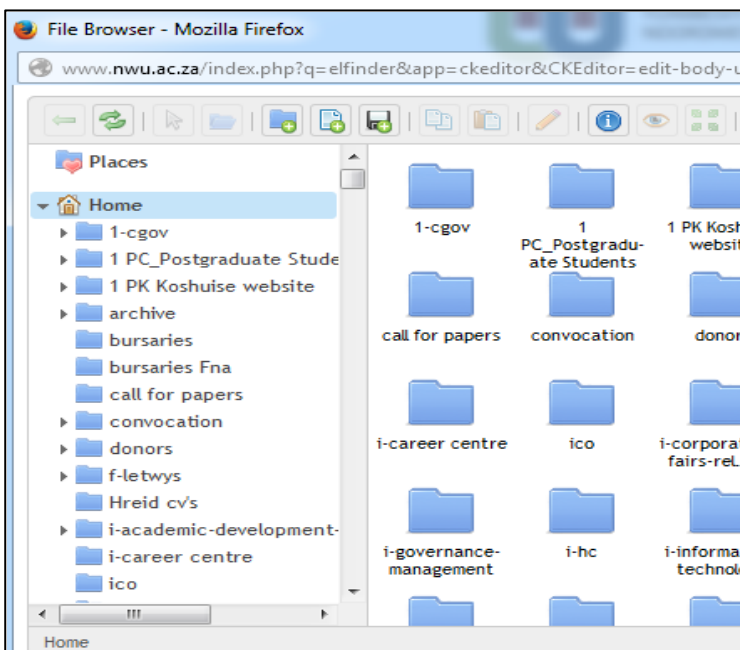 File Browser - Mozilla Firefox
www.nwu.ac.za/index.php?q=elfinder&app=ckeditor&CKEditor=edit-body-u
Places
Home
1-cgov
1 PC_Postgraduate Stude
1 PK Koshuise website
archive
bursaries
bursaries Fna
call for papers
convocation
donors
f-letwys
Hreid cv's
i-academic-development-
i-career centre
ico
1-cgov
1
PC_Postgradu-
ate Students
1 PK Kosh
websit
call for papers
convocation
donor
i-career centre
ico
i-corporat
fairs-rel.
i-governance-
management
i-hc
i-informa
technol
Home